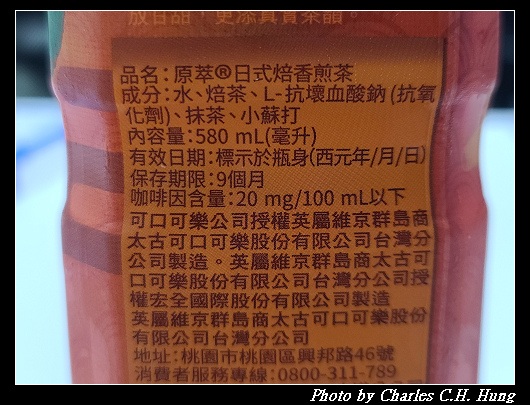 放甘甜,更添真實茶韻。
品名:原萃®日式焙香煎茶
成分:水、焙茶、L-抗壞血酸鈉(抗氧
化劑)、抹茶、小蘇打
內容量:580 mL(毫升)
有效日期:標示於瓶身(西元年/月/日)
保存期限:9個月
咖啡因含量:20 mg/100 mL以下
可口可樂公司授權英屬維京群島商
太古可口可樂股份有限公司台灣分
公司製造。英屬維京群島商太古可
口可樂股份有限公司台灣分公司授
權宏全國際股份有限公司製造
英屬維京群島商太古可口可樂股份
有限公司台灣分公司
地址:桃園市桃園區興邦路46號
消費者服務專線:0800-311-789
Photo by Charles C.H. Hung